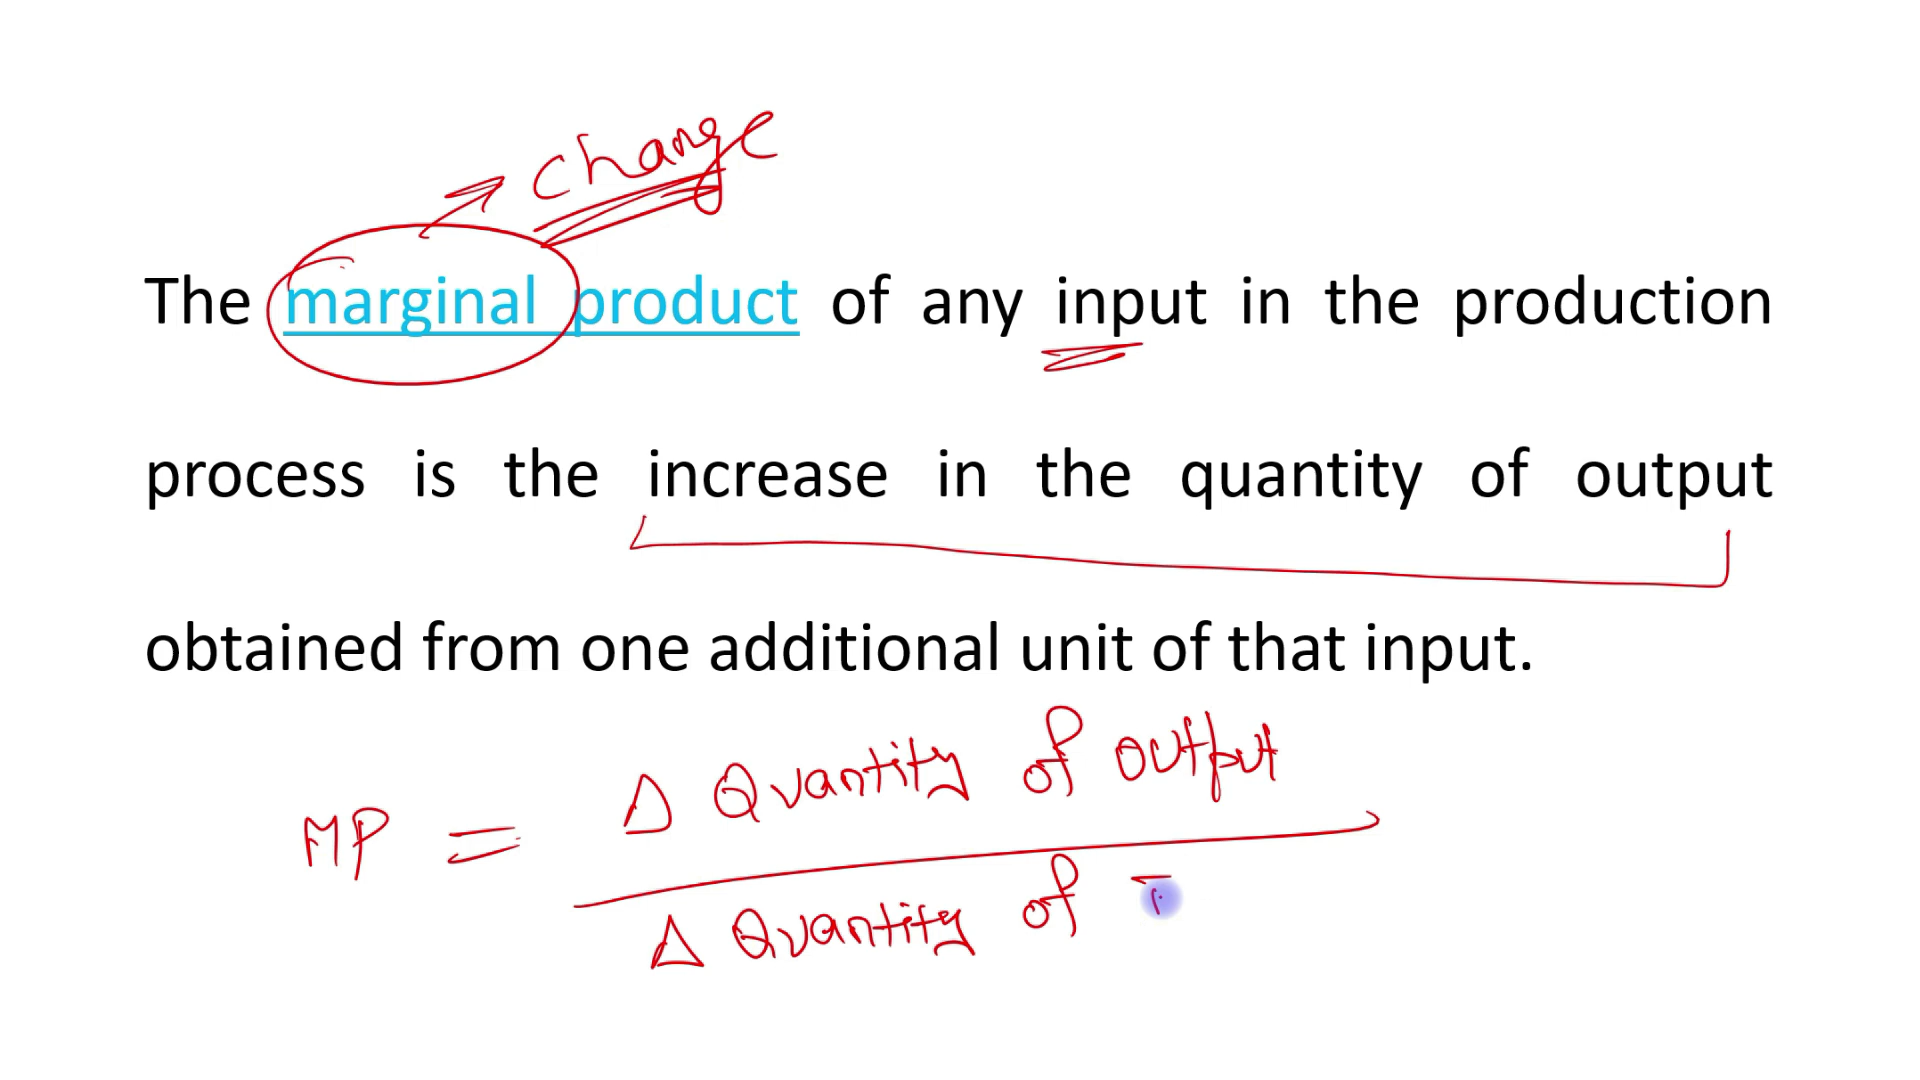 change
The marginal product of any input in the production
process is the increase in the quantity of output
obtained from one additional unit of that input.
MP = Δ Quantity of output
Δ Quantity of